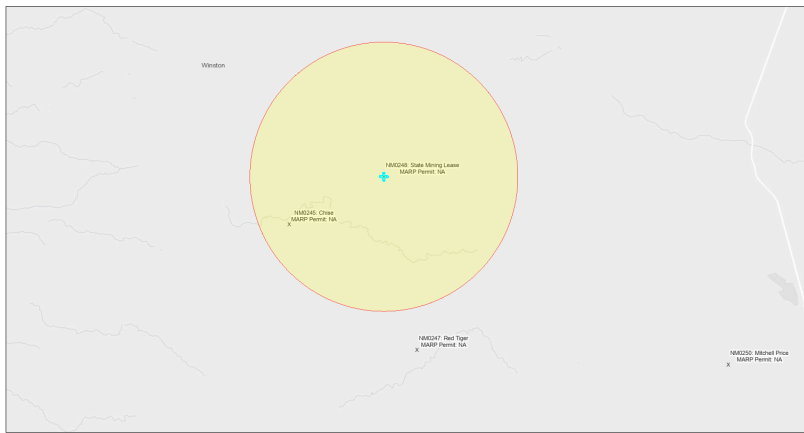 Winston
NM0248: State Mining Lease
MARP Permit: NA
NM0245: Chise
MARP Permit: NA
X
NM0247: Red Tiger
MARP Permit: NA
X
NM0250: Mitchell Price
MARP Permit: NA
X